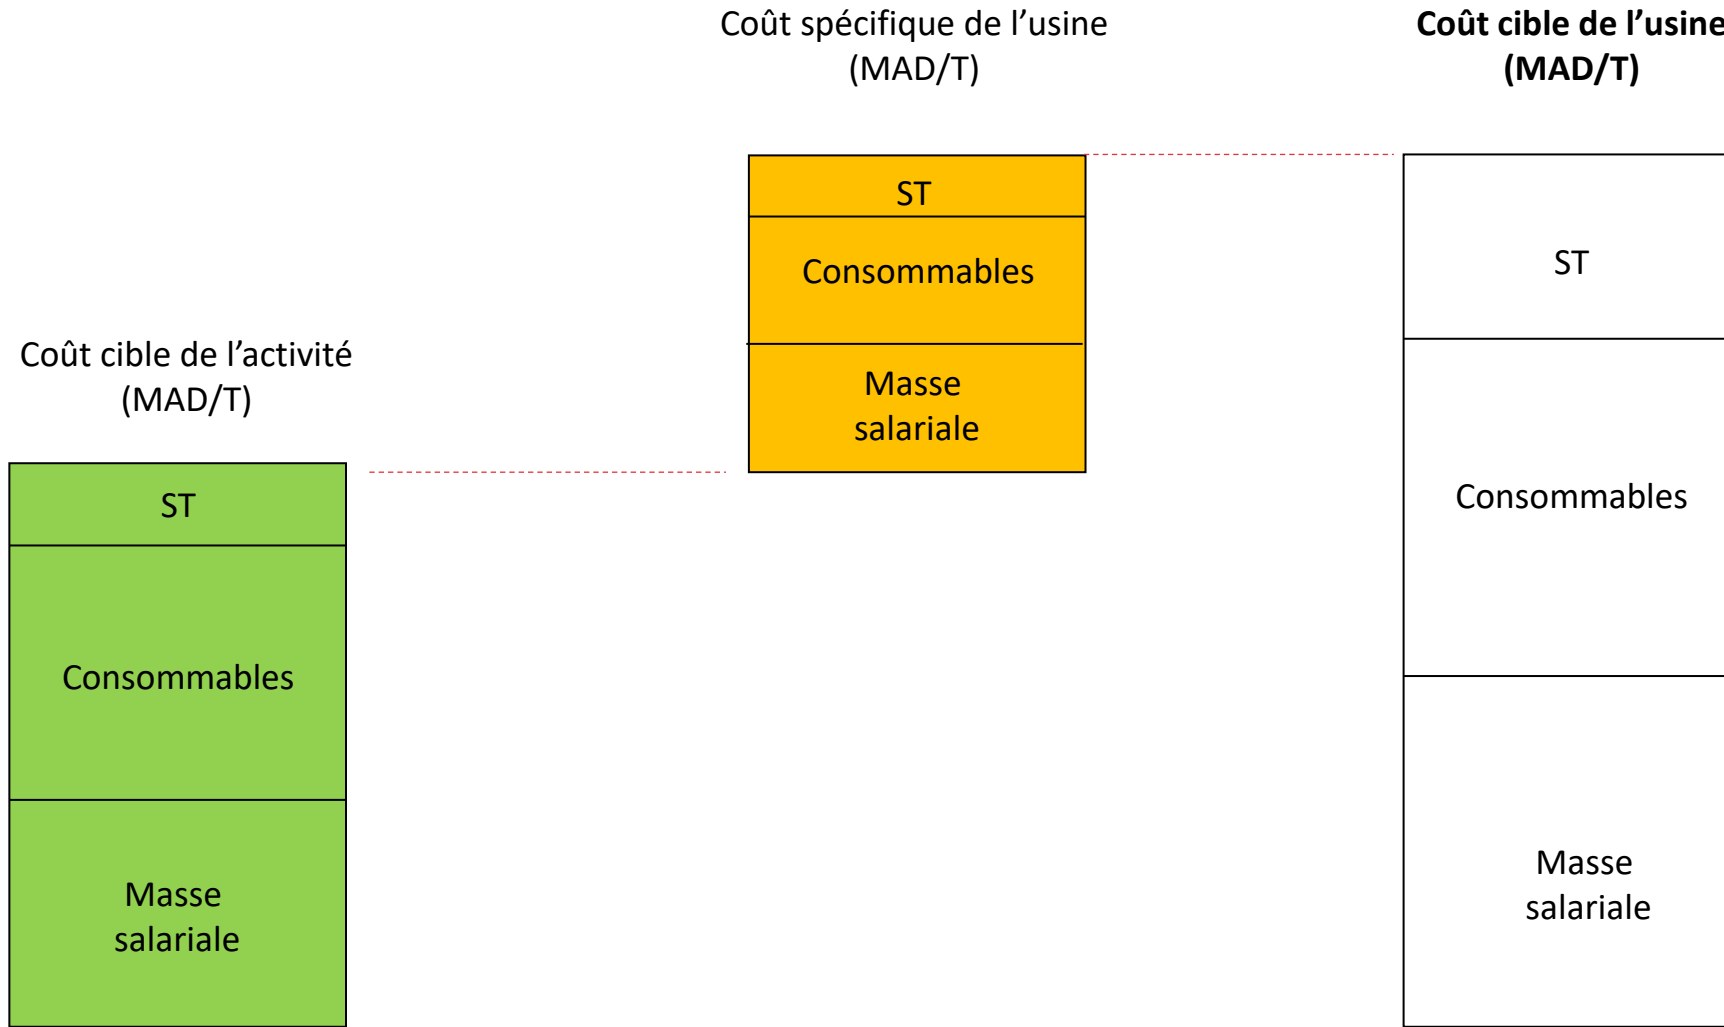 Coût spécifique de l’usine
(MAD/T)
Coût cible de l’usine
(MAD/T)
ST
Consommables
Masse
salariale
ST
Consommables
Masse
salariale
Coût cible de l’activité
(MAD/T)
ST
Consommables
Masse
salariale